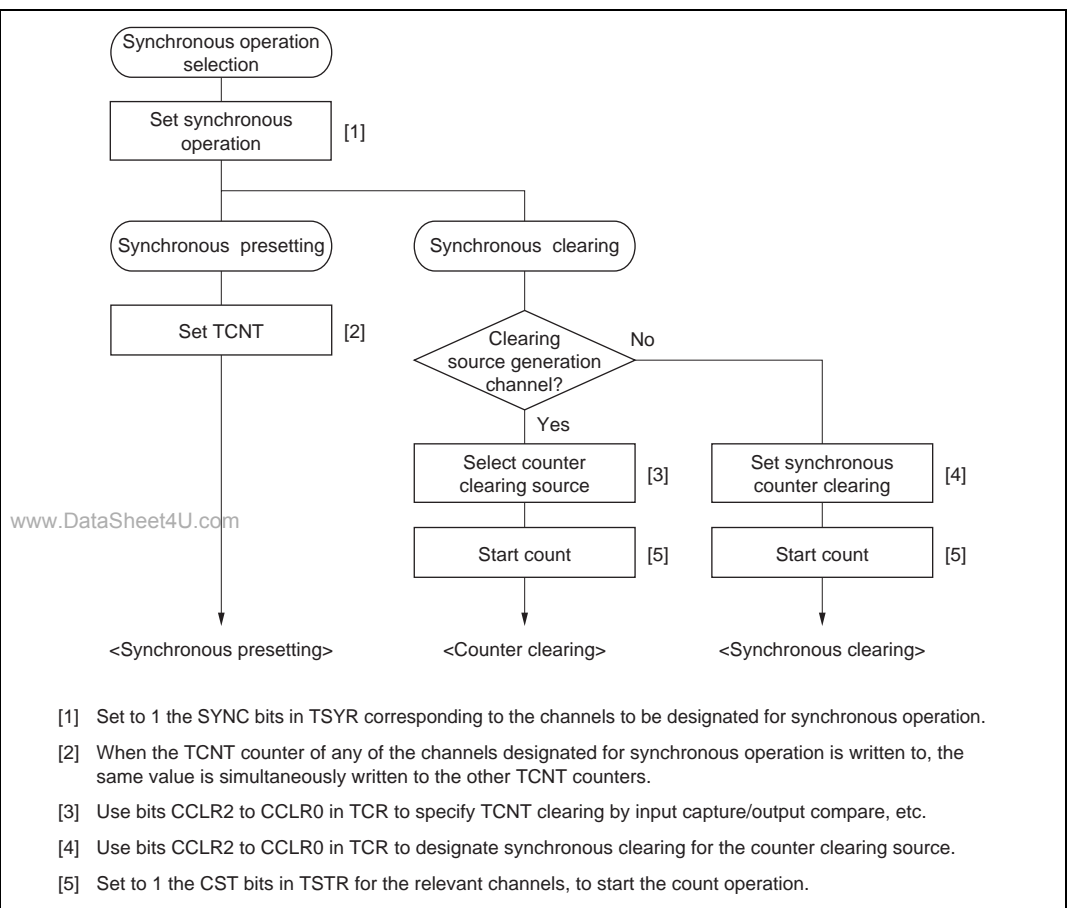 Synchronous operation
selection
Set synchronous
operation
[1]
Synchronous presetting
Synchronous clearing
Set TCNT
[2]
Clearing
source generation
channel?
No
Yes
Select counter
clearing source
[3]
Set synchronous
counter clearing
[4]
www.DataSheet4U.com
Start count
[5]
Start count
[5]
<Synchronous presetting>
<Counter clearing>
<Synchronous clearing>
[1] Set to 1 the SYNC bits in TSYR corresponding to the channels to be designated for synchronous operation.
[2] When the TCNT counter of any of the channels designated for synchronous operation is written to, the
same value is simultaneously written to the other TCNT counters.
[3] Use bits CCLR2 to CCLR0 in TCR to specify TCNT clearing by input capture/output compare, etc.
[4] Use bits CCLR2 to CCLR0 in TCR to designate synchronous clearing for the counter clearing source.
[5] Set to 1 the CST bits in TSTR for the relevant channels, to start the count operation.